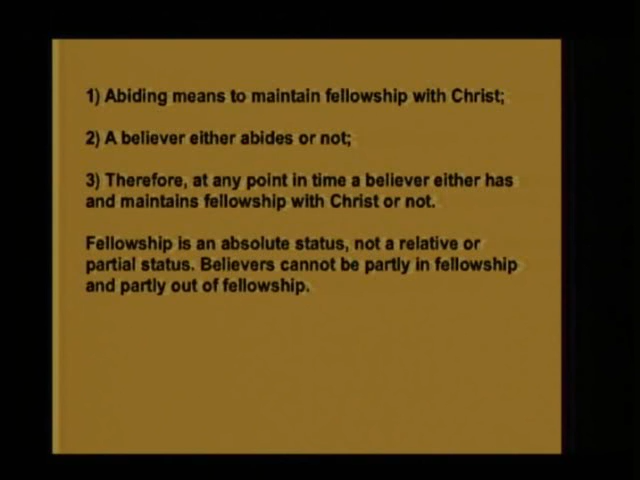 1) Abiding means to maintain fellowship with Christ;
2) A believer either abides or not;
3) Therefore, at any point in time a believer either has
and maintains fellowship with Christ or not.
Fellowship is an absolute status, not a relative or
partial status. Believers cannot be partly in fellowship
and partly out of fellowship.